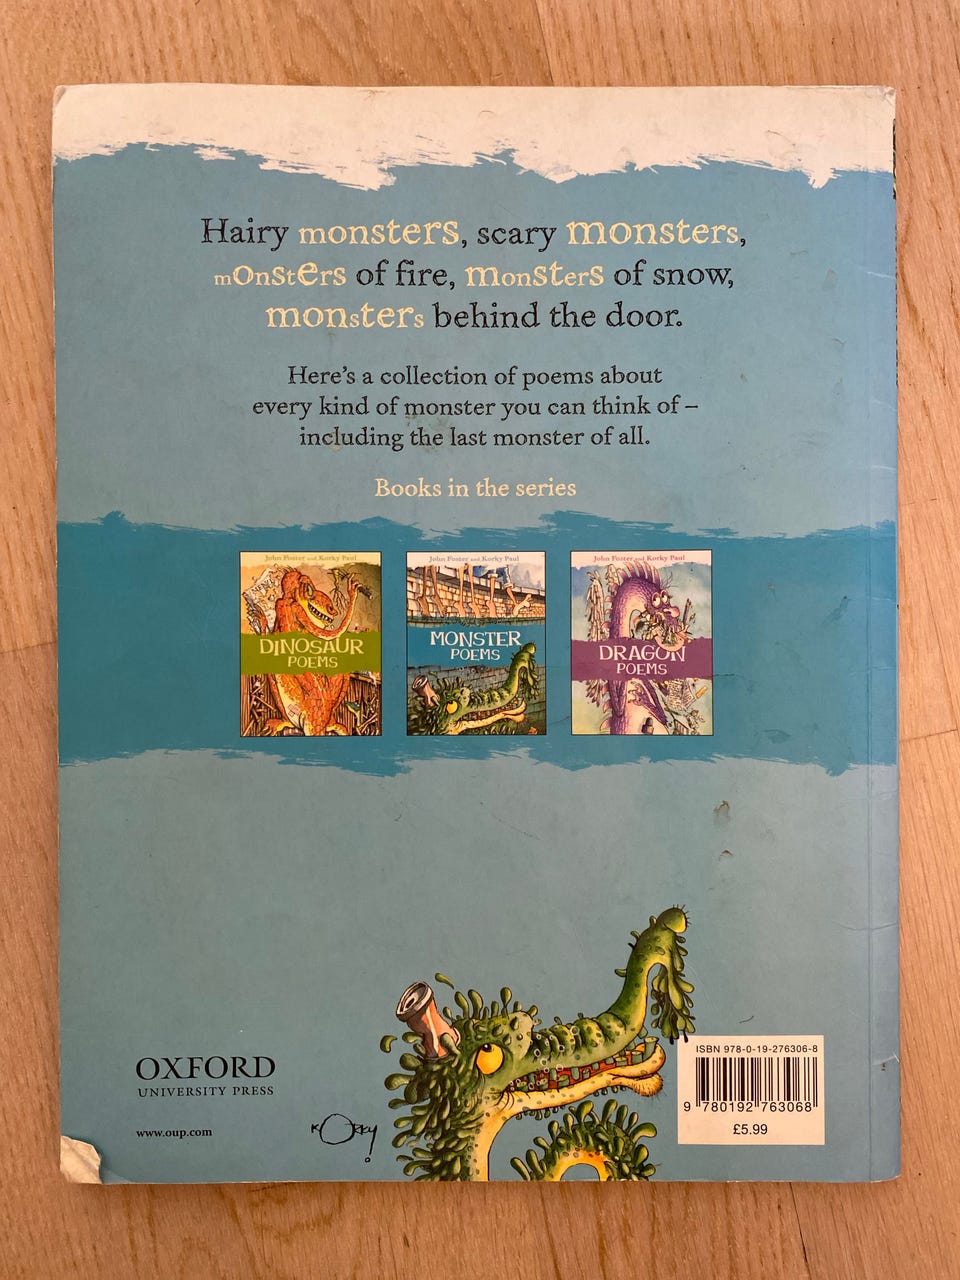 Hairy monsters, scary monsters,
monsters of fire, monsters of snow,
monsters behind the door.
Here's a collection of poems about
every kind of monster you can think of –
including the last monster of all.
Books in the series
John Foster and Korky Paul
DINOSAUR
POEMS
John Foster and Korky Paul
MONSTER
POEMS
John Foster and Korky Paul
DRAGON
POEMS
OXFORD
UNIVERSITY PRESS
www.oup.com
KORKY
ISBN 978-0-19-276306-8
9 780192 763068
£5.99